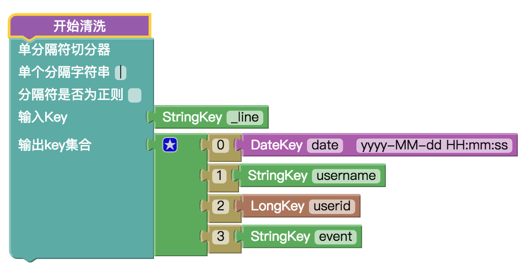 开始清洗
单分隔符切分器
单个分隔字符串 |
分隔符是否为正则
输入Key StringKey _line
输出key集合 0 DateKey date yyyy-MM-dd HH:mm:ss
1 StringKey username
2 LongKey userid
3 StringKey event